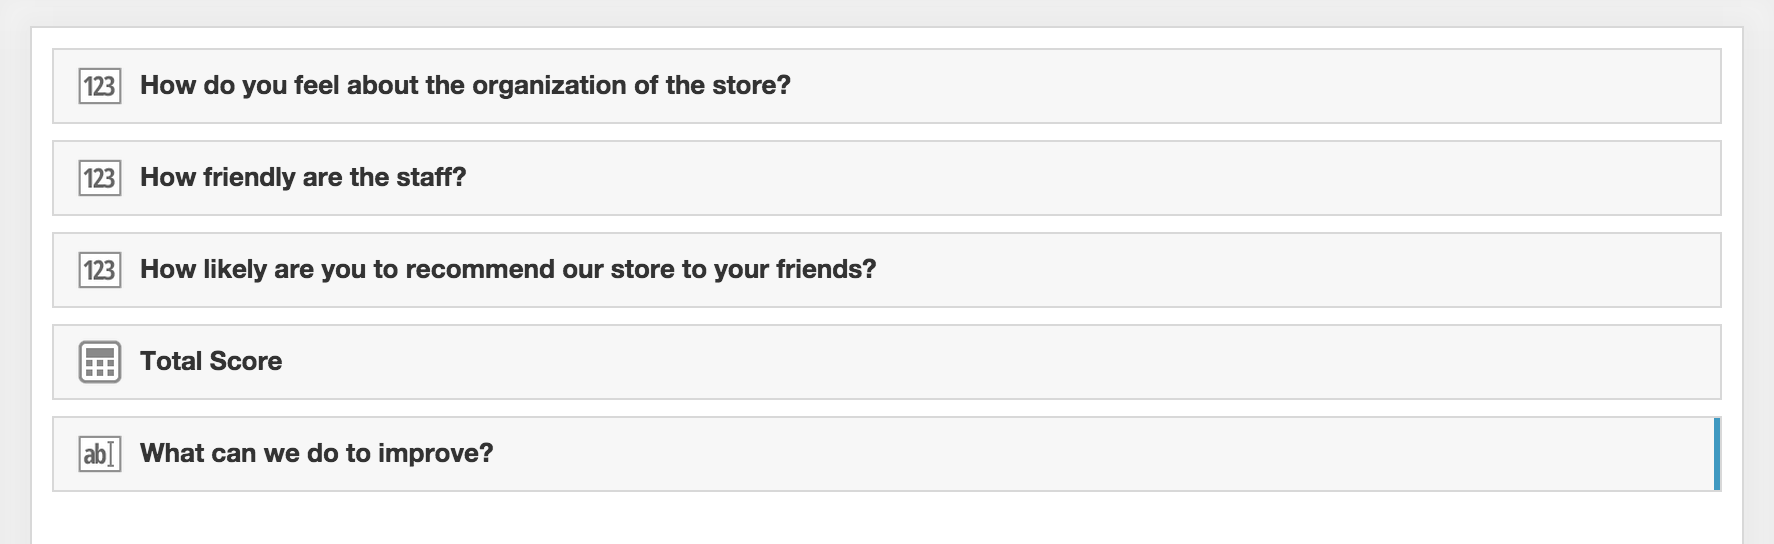 123 How do you feel about the organization of the store?
123 How friendly are the staff?
123 How likely are you to recommend our store to your friends?
Total Score
ab What can we do to improve?